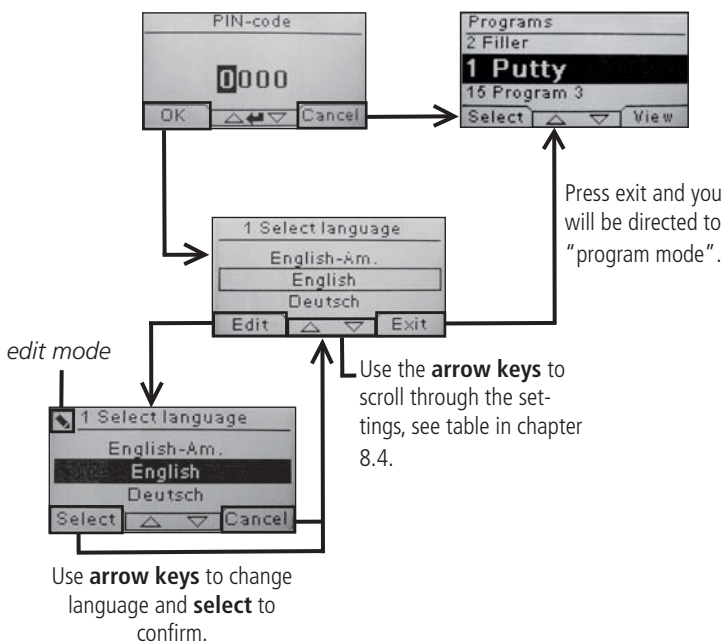 PIN-code
0000
OK
Cancel
Programs
2 Filler
1 Putty
15 Program 3
Select
View
Press exit and you
will be directed to
“program mode”.
1 Select language
English-Am.
English
Deutsch
Edit
Exit
Use the arrow keys to
scroll through the set-
tings, see table in chapter
8.4.
edit mode
1 Select language
English-Am.
English
Deutsch
Select
Cancel
Use arrow keys to change
language and select to
confirm.